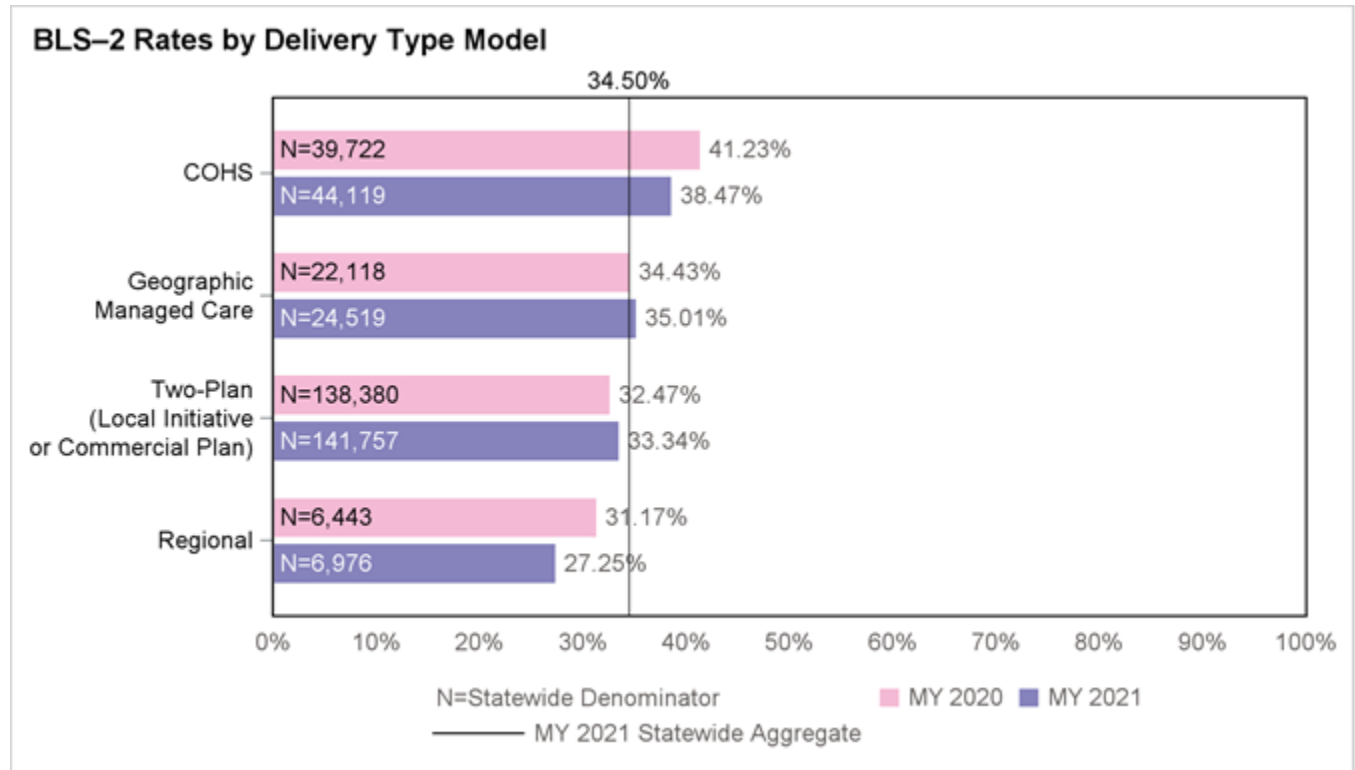 BLS–2 Rates by Delivery Type Model
34.50%
COHS
N=39,722
41.23%
N=44,119
38.47%
Geographic
Managed Care
N=22,118
34.43%
N=24,519
35.01%
Two-Plan
(Local Initiative
or Commercial Plan)
N=138,380
32.47%
N=141,757
33.34%
Regional
N=6,443
31.17%
N=6,976
27.25%
0% 10% 20% 30% 40% 50% 60% 70% 80% 90% 100%
N=Statewide Denominator MY 2020 MY 2021
MY 2021 Statewide Aggregate